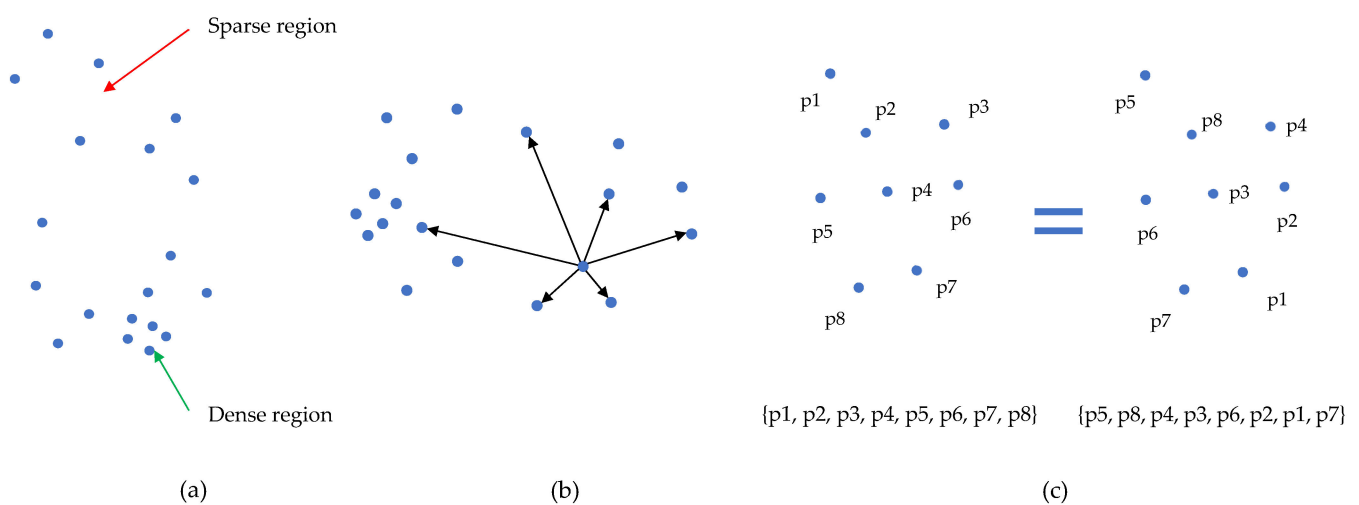 Sparse region
Dense region
(a)
(b)
p1
p2
p3
p4
p5
p6
p7
p8
{p1, p2, p3, p4, p5, p6, p7, p8}
p5
p8
p4
p3
p6
p2
p1
p7
{p5, p8, p4, p3, p6, p2, p1, p7}
(c)